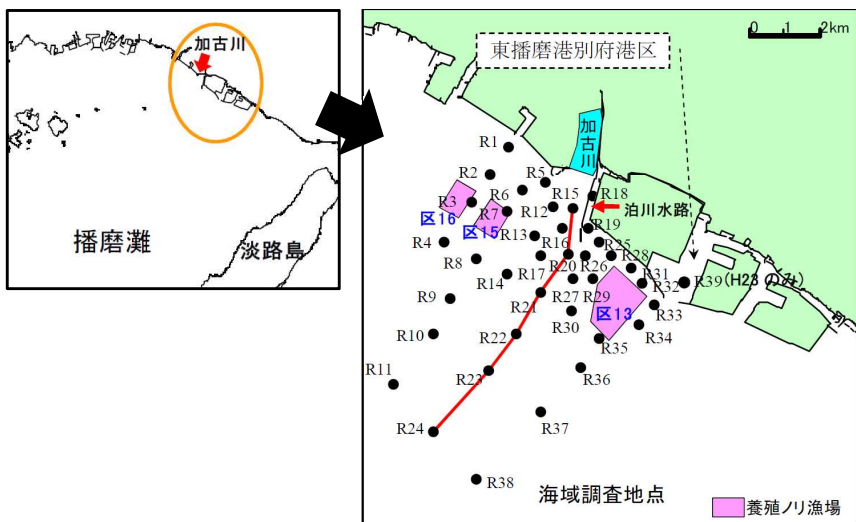 加古川
播磨灘
淡路島
0 1 2km
東播磨港別府港区
加古川
R1
R2
R5
R6
R15
R18
R3
R7
R12
泊川水路
区16
区15
R13
R16
R19
R4
R25
R8
R28
R14
R17
R20
R26
R31
R32
R39(H23のみ)
R9
R21
R27
R29
R33
区13
R30
R10
R22
R34
R35
R11
R23
R36
R24
R37
R38
海域調査地点
養殖ノリ漁場